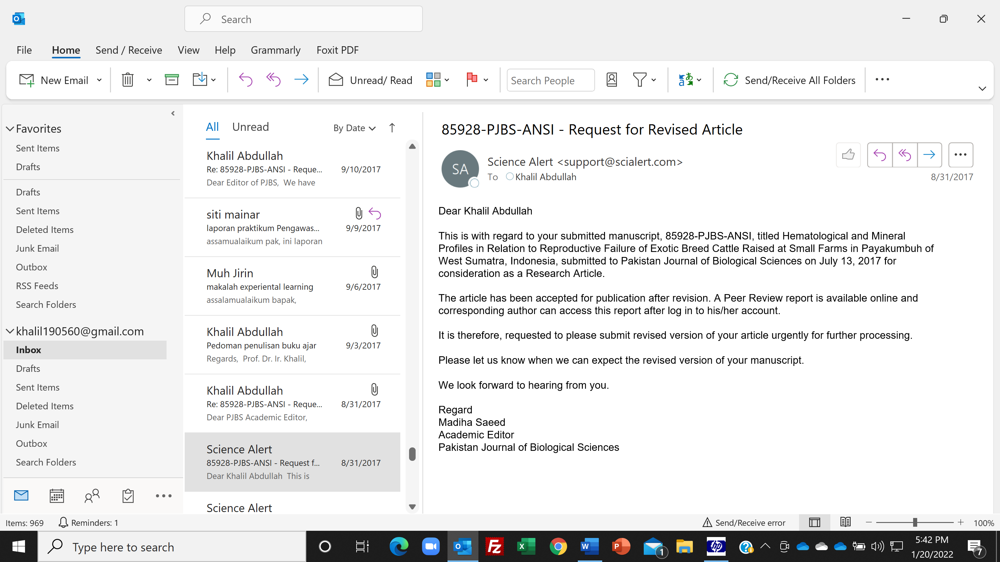 Search
File Home Send / Receive View Help Grammarly Foxit PDF
New Email Unread/ Read Search People Send/Receive All Folders
Favorites
Sent Items
Drafts
Drafts
Sent Items
Deleted Items
Junk Email
Outbox
RSS Feeds
Search Folders
khalil190560@gmail.com
Inbox
Drafts
Sent Items
Deleted Items
Junk Email
Outbox
Search Folders
All Unread By Date
Khalil Abdullah
Re: 85928-PJBS-ANSI - Reque... 9/10/2017
Dear Editor of PJBS, We have
siti mainar
laporan praktikum Pengawas... 9/9/2017
assamualaikum pak, ini laporan
Muh Jirin
makalah experiental learning 9/6/2017
assalamualaikum bapak,
Khalil Abdullah
Pedoman penulisan buku ajar 9/3/2017
Regards, Prof. Dr. Ir. Khalil,
Khalil Abdullah
Re: 85928-PJBS-ANSI - Reque... 8/31/2017
Dear PJBS Academic Editor,
Science Alert
85928-PJBS-ANSI - Request f... 8/31/2017
Dear Khalil Abdullah This is
Science Alert
85928-PJBS-ANSI - Request for Revised Article
SA
Science Alert <support@scialert.com>
To Khalil Abdullah
8/31/2017
Dear Khalil Abdullah
This is with regard to your submitted manuscript, 85928-PJBS-ANSI, titled Hematological and Mineral
Profiles in Relation to Reproductive Failure of Exotic Breed Cattle Raised at Small Farms in Payakumbuh of
West Sumatra, Indonesia, submitted to Pakistan Journal of Biological Sciences on July 13, 2017 for
consideration as a Research Article.
The article has been accepted for publication after revision. A Peer Review report is available online and
corresponding author can access this report after log in to his/her account.
It is therefore, requested to please submit revised version of your article urgently for further processing.
Please let us know when we can expect the revised version of your manuscript.
We look forward to hearing from you.
Regard
Madiha Saeed
Academic Editor
Pakistan Journal of Biological Sciences
Items: 969 Reminders: 1 Send/Receive error 100%
Type here to search
1
5:42 PM
1/20/2022
7